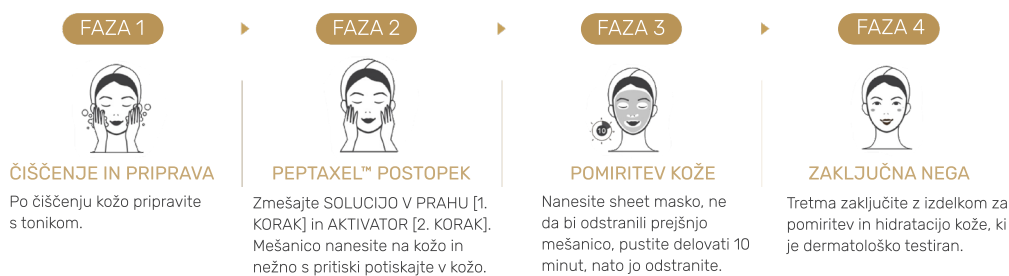 FAZA 1
ČIŠČENJE IN PRIPRAVA
Po čiščenju kožo pripravite
s tonikom.
FAZA 2
PEPTAXEL™ POSTOPEK
Zmešajte SOLUCIJO V PRAHU [1.
KORAK] in AKTIVATOR [2. KORAK].
Mešanico nanesite na kožo in
nežno s pritiski potiskajte v kožo.
FAZA 3
10
POMIRITEV KOŽE
Nanesite sheet masko, ne
da bi odstranili prejšnjo
mešanico, pustite delovati 10
minut, nato jo odstranite.
FAZA 4
ZAKLJUČNA NEGA
Tretma zaključite z izdelkom za
pomiritev in hidratacijo kože, ki
je dermatološko testiran.